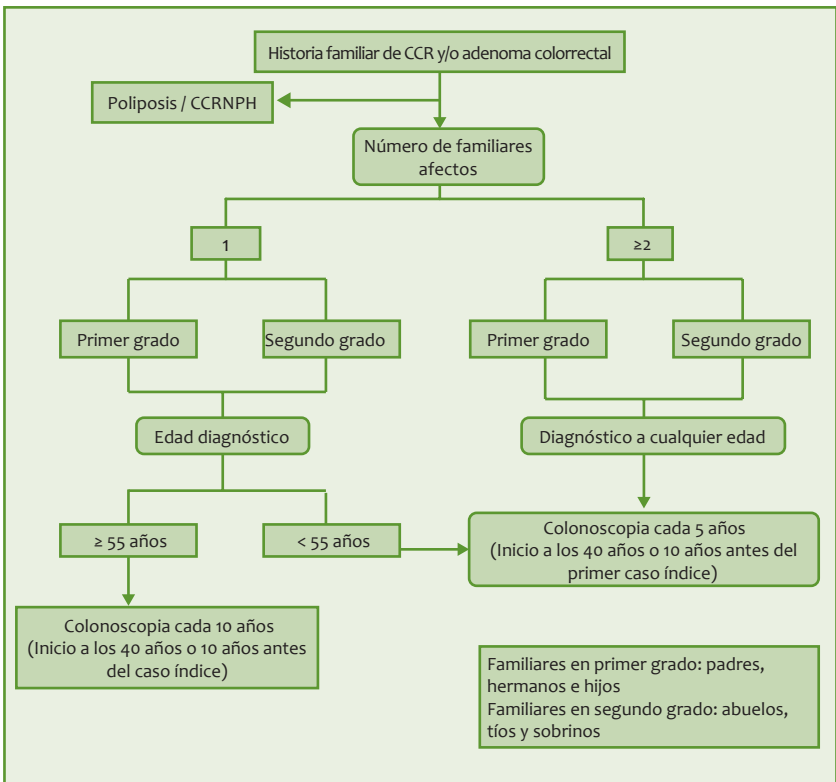 Historia familiar de CCR y/o adenoma colorrectal
Poliposis / CCRNPH
Número de familiares
afectos
1
≥2
Primer grado
Segundo grado
Primer grado
Segundo grado
Edad diagnóstico
Diagnóstico a cualquier edad
≥ 55 años
< 55 años
Colonoscopia cada 5 años
(Inicio a los 40 años o 10 años antes del
primer caso índice)
Colonoscopia cada 10 años
(Inicio a los 40 años o 10 años antes
del caso índice)
Familiares en primer grado: padres,
hermanos e hijos
Familiares en segundo grado: abuelos,
tíos y sobrinos